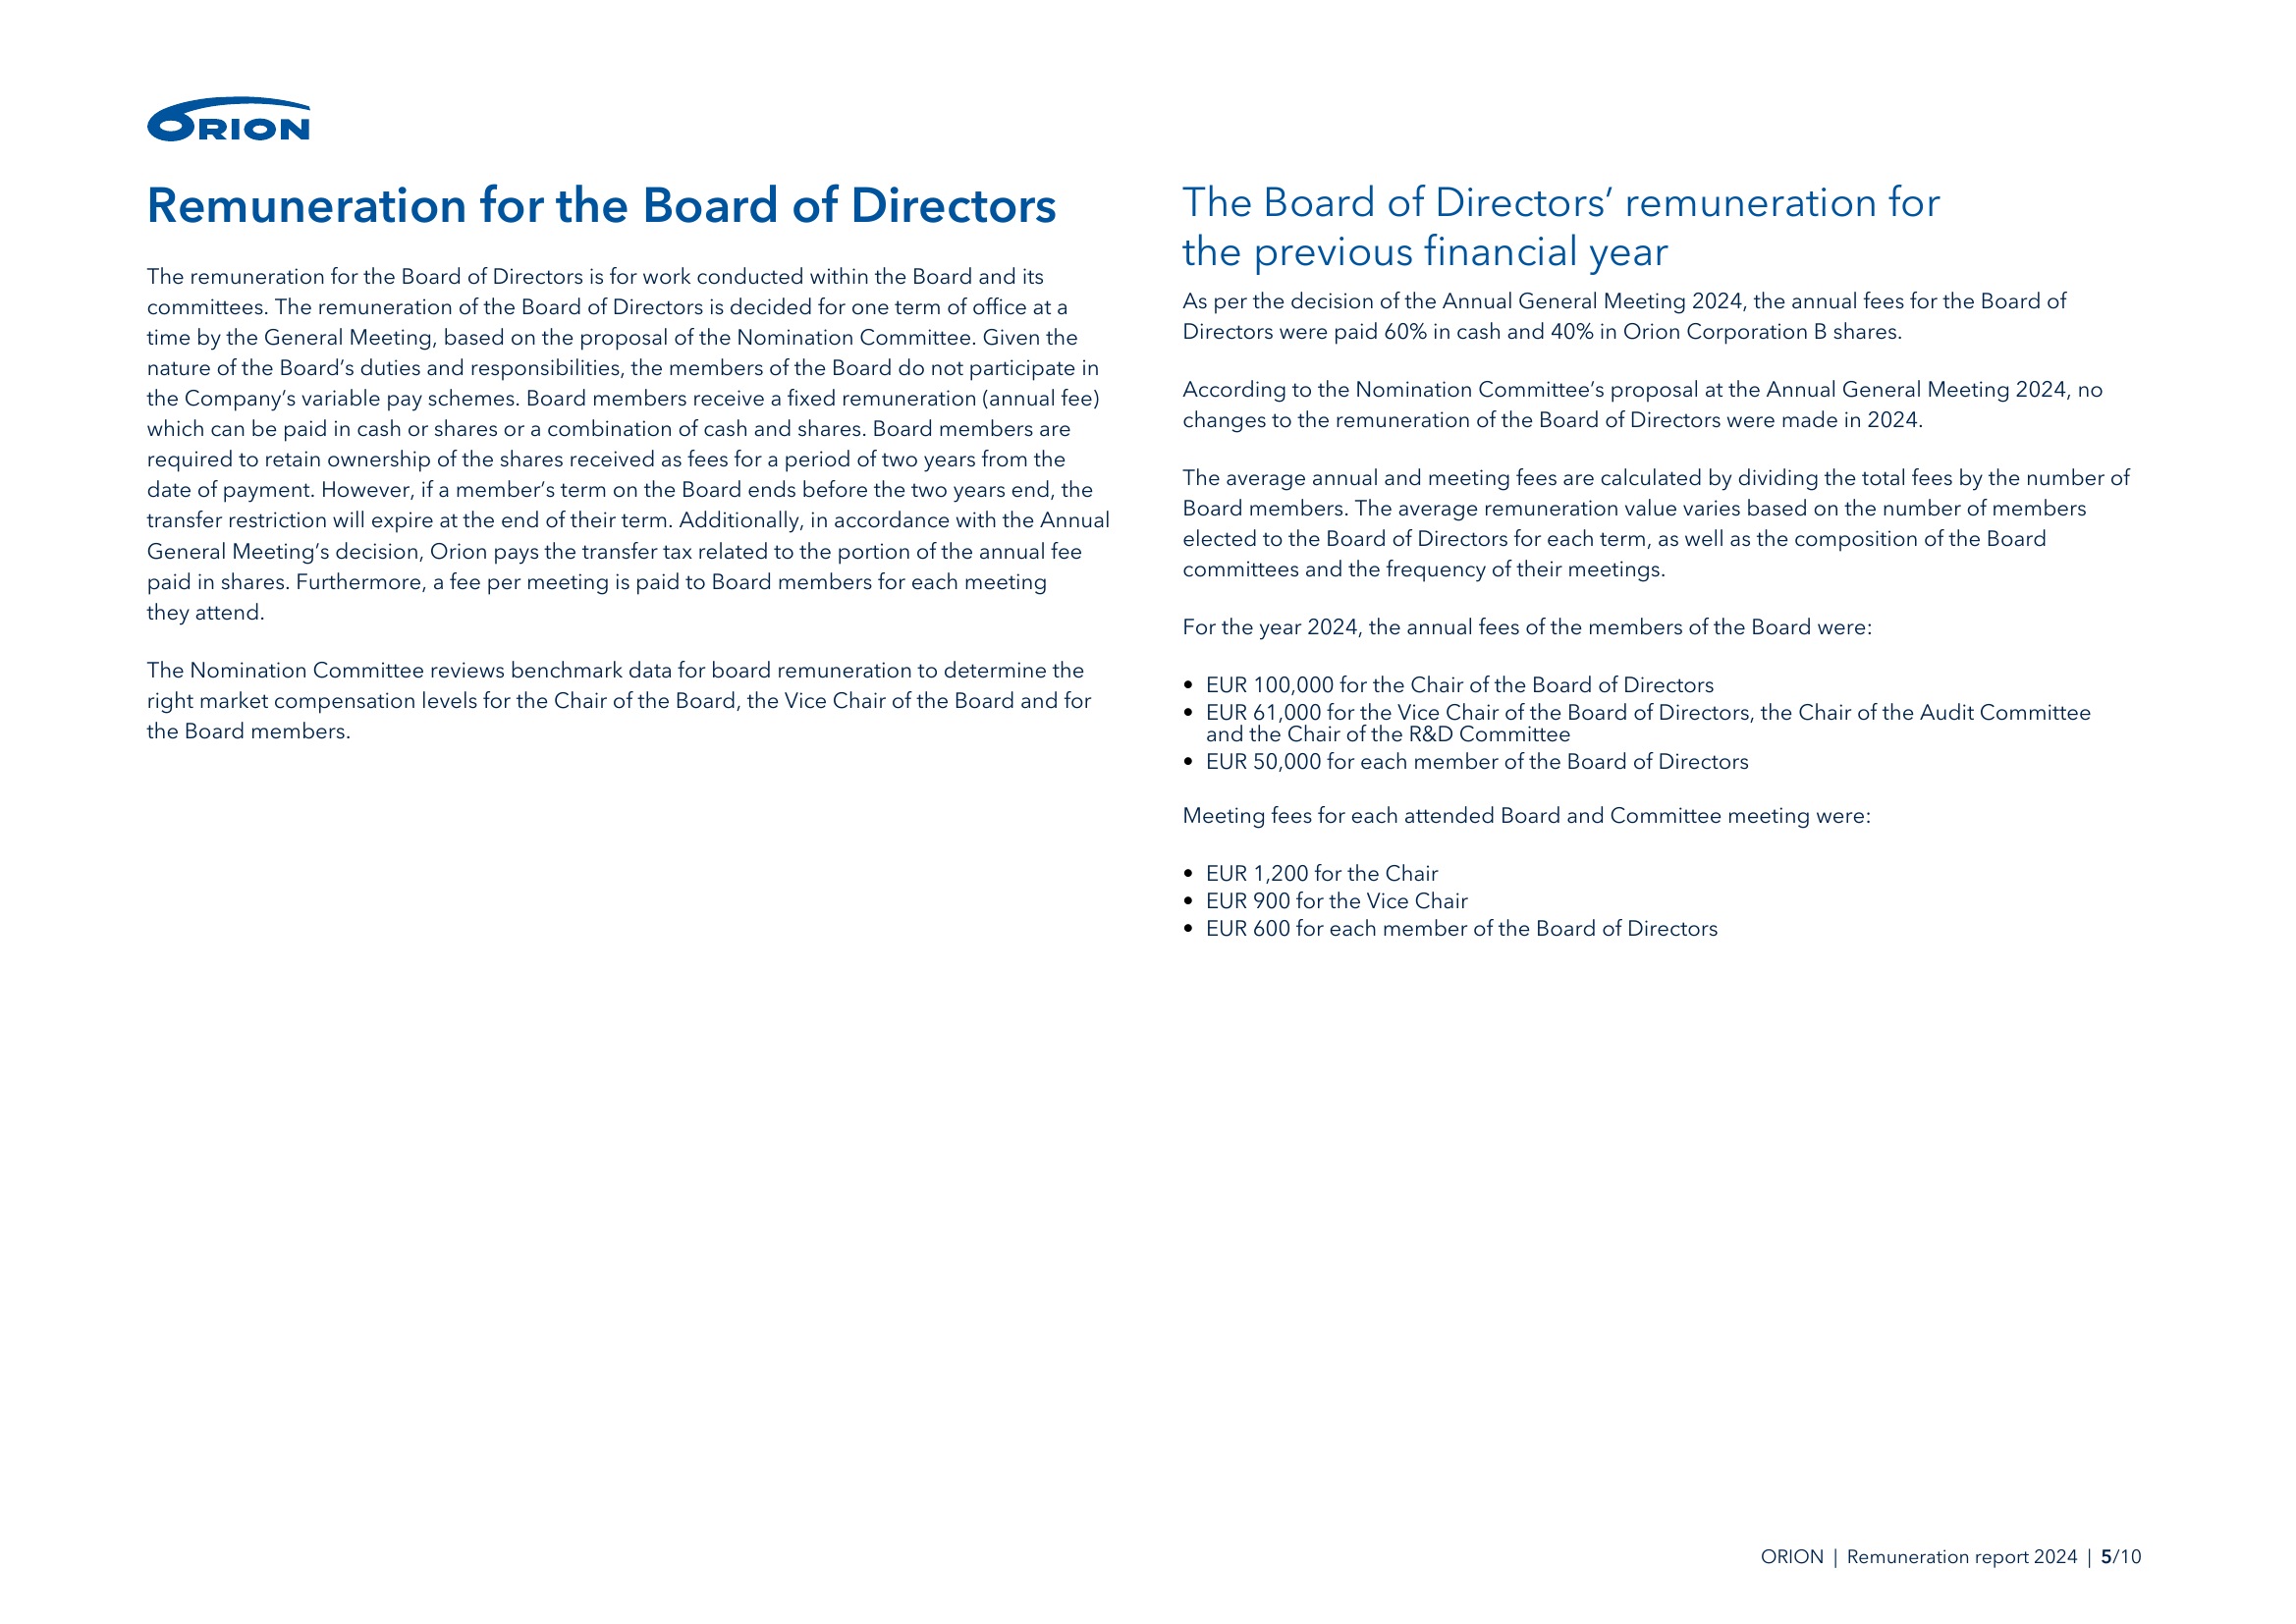 ORION
Remuneration for the Board of Directors
The remuneration for the Board of Directors is for work conducted within the Board and its
committees. The remuneration of the Board of Directors is decided for one term of office at a
time by the General Meeting, based on the proposal of the Nomination Committee. Given the
nature of the Board’s duties and responsibilities, the members of the Board do not participate in
the Company’s variable pay schemes. Board members receive a fixed remuneration (annual fee)
which can be paid in cash or shares or a combination of cash and shares. Board members are
required to retain ownership of the shares received as fees for a period of two years from the
date of payment. However, if a member’s term on the Board ends before the two years end, the
transfer restriction will expire at the end of their term. Additionally, in accordance with the Annual
General Meeting’s decision, Orion pays the transfer tax related to the portion of the annual fee
paid in shares. Furthermore, a fee per meeting is paid to Board members for each meeting
they attend.
The Nomination Committee reviews benchmark data for board remuneration to determine the
right market compensation levels for the Chair of the Board, the Vice Chair of the Board and for
the Board members.
The Board of Directors’ remuneration for
the previous financial year
As per the decision of the Annual General Meeting 2024, the annual fees for the Board of
Directors were paid 60% in cash and 40% in Orion Corporation B shares.
According to the Nomination Committee’s proposal at the Annual General Meeting 2024, no
changes to the remuneration of the Board of Directors were made in 2024.
The average annual and meeting fees are calculated by dividing the total fees by the number of
Board members. The average remuneration value varies based on the number of members
elected to the Board of Directors for each term, as well as the composition of the Board
committees and the frequency of their meetings.
For the year 2024, the annual fees of the members of the Board were:
• EUR 100,000 for the Chair of the Board of Directors
• EUR 61,000 for the Vice Chair of the Board of Directors, the Chair of the Audit Committee
and the Chair of the R&D Committee
• EUR 50,000 for each member of the Board of Directors
Meeting fees for each attended Board and Committee meeting were:
• EUR 1,200 for the Chair
• EUR 900 for the Vice Chair
• EUR 600 for each member of the Board of Directors
ORION | Remuneration report 2024 | 5/10